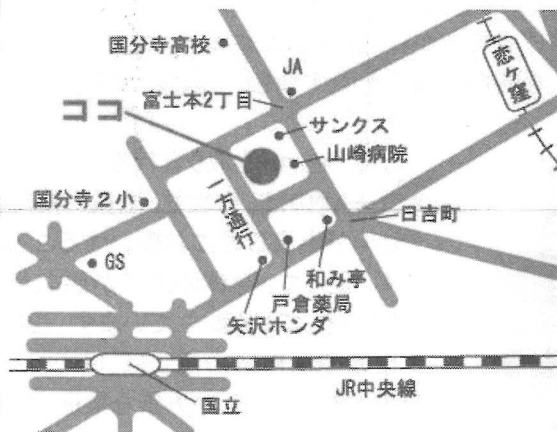 国分寺高校
JA
恋ヶ窪
富士本2丁目
ココ
サンクス
山崎病院
一方通行
国分寺2小
日吉町
GS
和み亭
戸倉薬局
矢沢ホンダ
JR中央線
国立